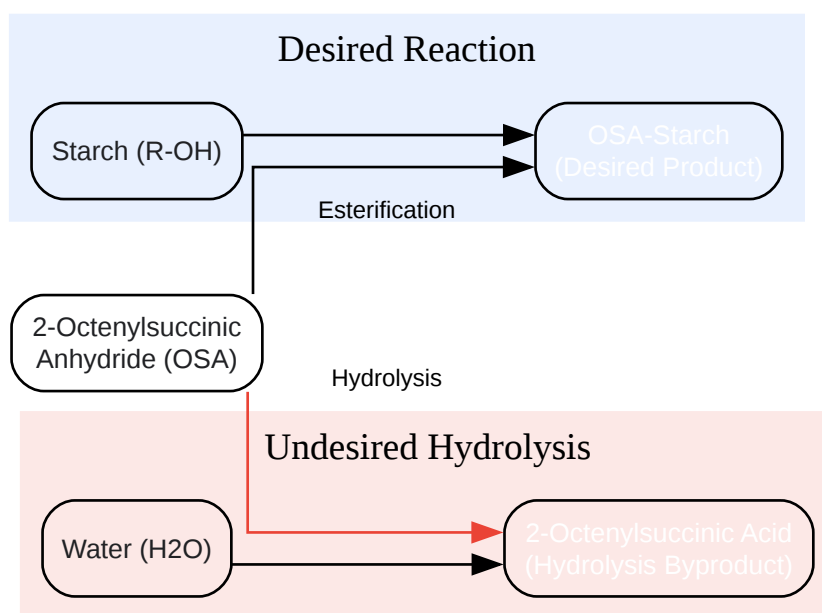 Desired Reaction
Starch (R-OH)
OSA-Starch
(Desired Product)
Esterification
2-Octenylsuccinic
Anhydride (OSA)
Hydrolysis
Undesired Hydrolysis
Water (H2O)
2-Octenylsuccinic Acid
(Hydrolysis Byproduct)